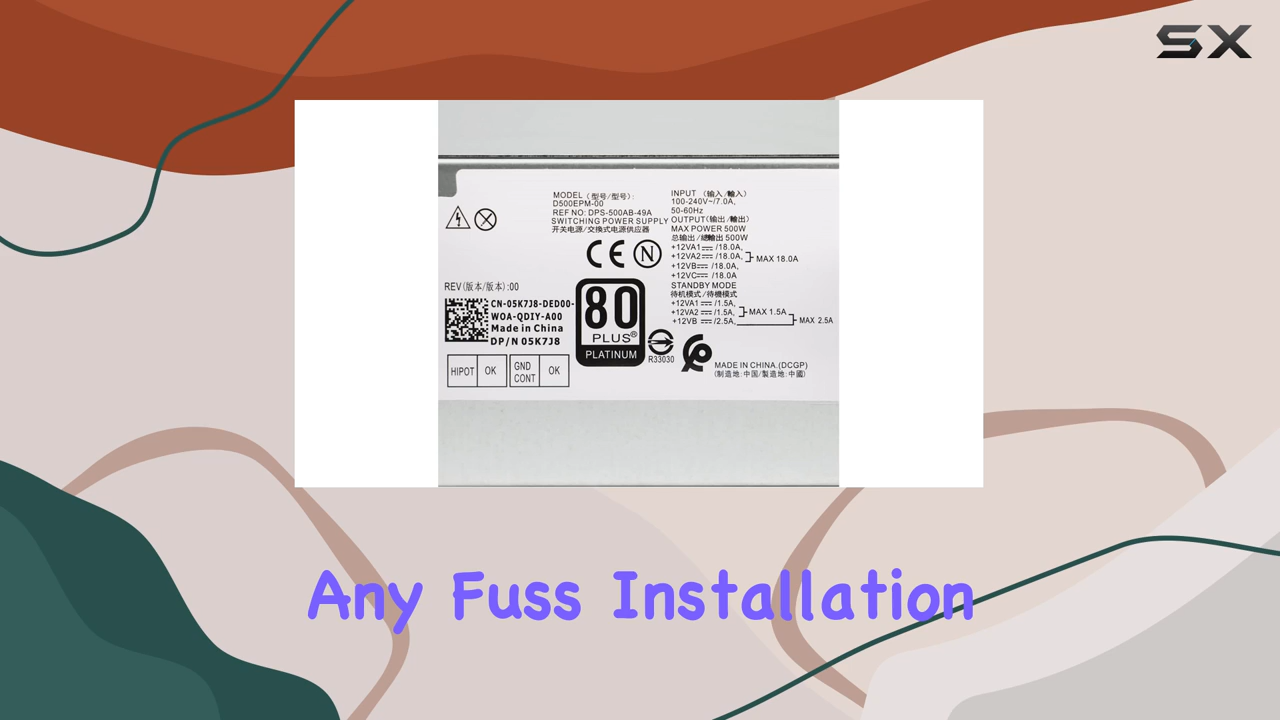 SX
MODEL (型号/型号):
D500EPM-00
REF NO: DPS-500AB-49A
SWITCHING POWER SUPPLY
开关电源/交换式电源供应器
INPUT (输入/輸入)
100-240V~/7.0A,
50-60Hz
OUTPUT(输出/輸出)
MAX POWER 500W
总输出/總輸出 500W
+12VA1 /18.0A,
+12VA2 /18.0A,
MAX 18.0A
+12VB /18.0A,
+12VC /18.0A
STANDBY MODE
待机模式/待機模式
+12VA1 /1.5A,
+12VA2 /1.5A,
MAX 1.5A
+12VB /2.5A,
MAX 2.5A
CE N
REV(版本/版本):00
CN-05K7J8-DED00-
W0A-QDIY-A00
Made in China
DP/N 05K7J8
80
PLUS®
PLATINUM
R33030
HIPOT OK
GND CONT OK
MADE IN CHINA.(DCGP)
(制造地:中国/製造地:中國)
Any Fuss Installation